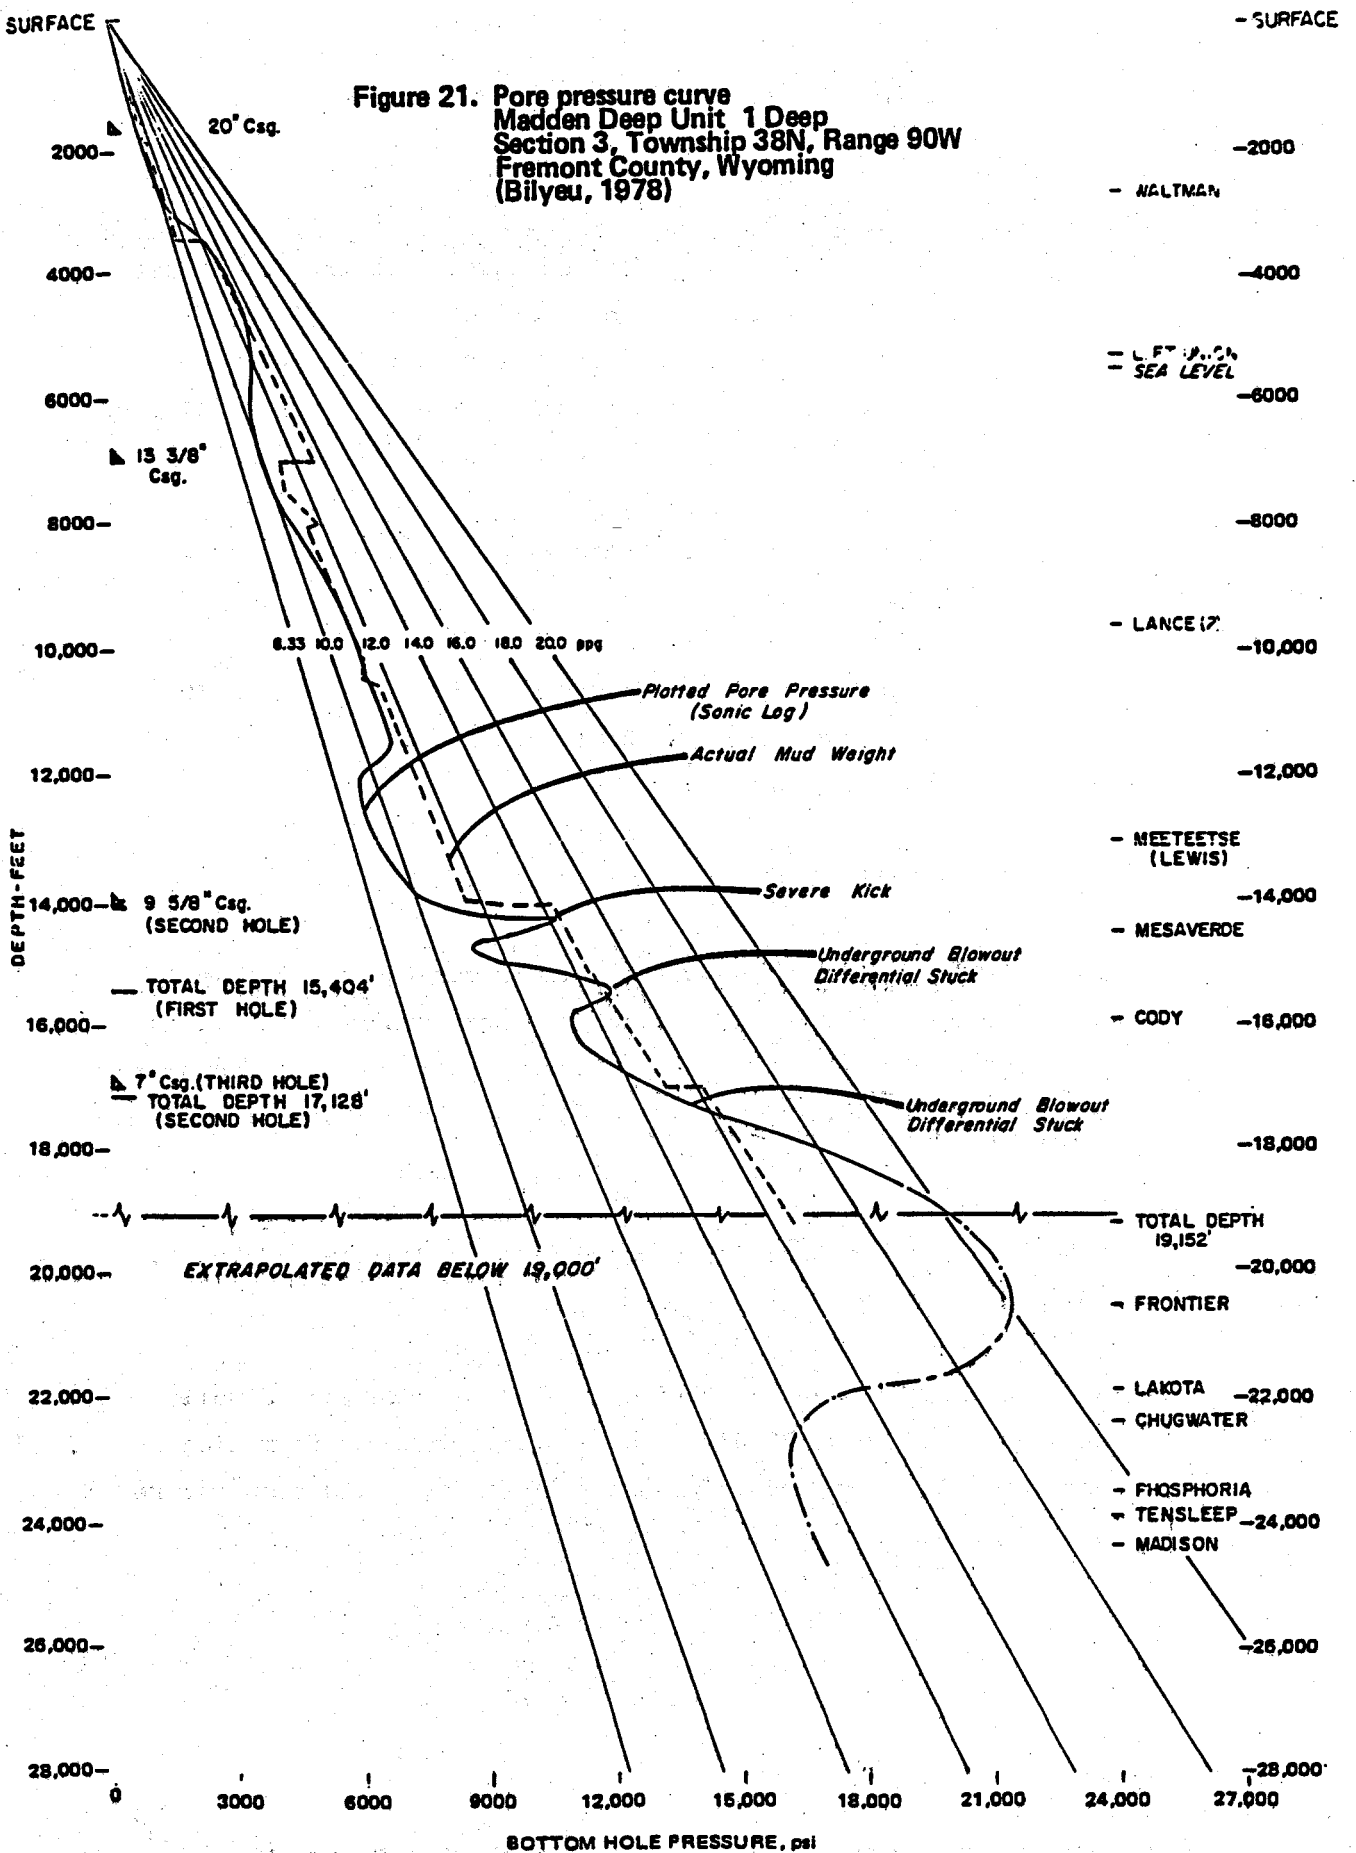 SURFACE
- SURFACE
Figure 21. Pore pressure curve
Madden Deep Unit 1 Deep
Section 3, Township 38N, Range 90W
Fremont County, Wyoming
(Bilyeu, 1978)
20" Csg.
2000-
-2000
- WALTMAN
4000-
-4000
- SEA LEVEL
6000-
-6000
13 3/8"
Csg.
8000-
-8000
- LANCE (?)
8.33 10.0 12.0 14.0 16.0 18.0 20.0 ppg
10,000-
-10,000
Plotted Pore Pressure
(Sonic Log)
Actual Mud Weight
12,000-
-12,000
DEPTH-FEET
- MEETEETSE
(LEWIS)
Severe Kick
14,000-
-14,000
9 5/8" Csg.
(SECOND HOLE)
- MESAVERDE
Underground Blowout
Differential Stuck
TOTAL DEPTH 15,404'
(FIRST HOLE)
16,000-
- CODY
-16,000
7" Csg.(THIRD HOLE)
TOTAL DEPTH 17,128'
(SECOND HOLE)
Underground Blowout
Differential Stuck
18,000-
-18,000
- TOTAL DEPTH
19,152'
EXTRAPOLATED DATA BELOW 19,000'
20,000-
-20,000
- FRONTIER
- LAKOTA
22,000-
-22,000
- CHUGWATER
- PHOSPHORIA
- TENSLEEP
24,000-
-24,000
- MADISON
26,000-
-26,000
28,000-
-28,000
0 3000 6000 9000 12,000 15,000 18,000 21,000 24,000 27,000
BOTTOM HOLE PRESSURE, psi